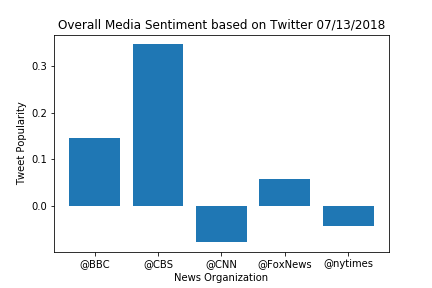 Overall Media Sentiment based on Twitter 07/13/2018
Tweet Popularity
0.3
0.2
0.1
0.0
@BBC @CBS @CNN @FoxNews @nytimes
News Organization